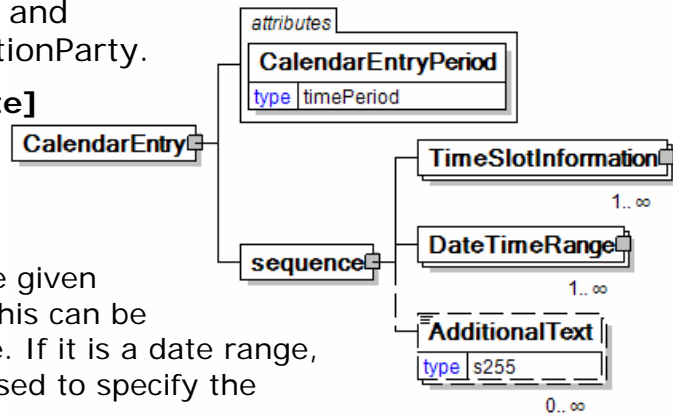 and
tionParty.
te]
attributes
CalendarEntryPeriod
type timePeriod
CalendarEntry
TimeSlotInformation
1.. ∞
DateTimeRange
1.. ∞
sequence
AdditionalText
type s255
0.. ∞
e given
his can be
e. If it is a date range,
sed to specify the